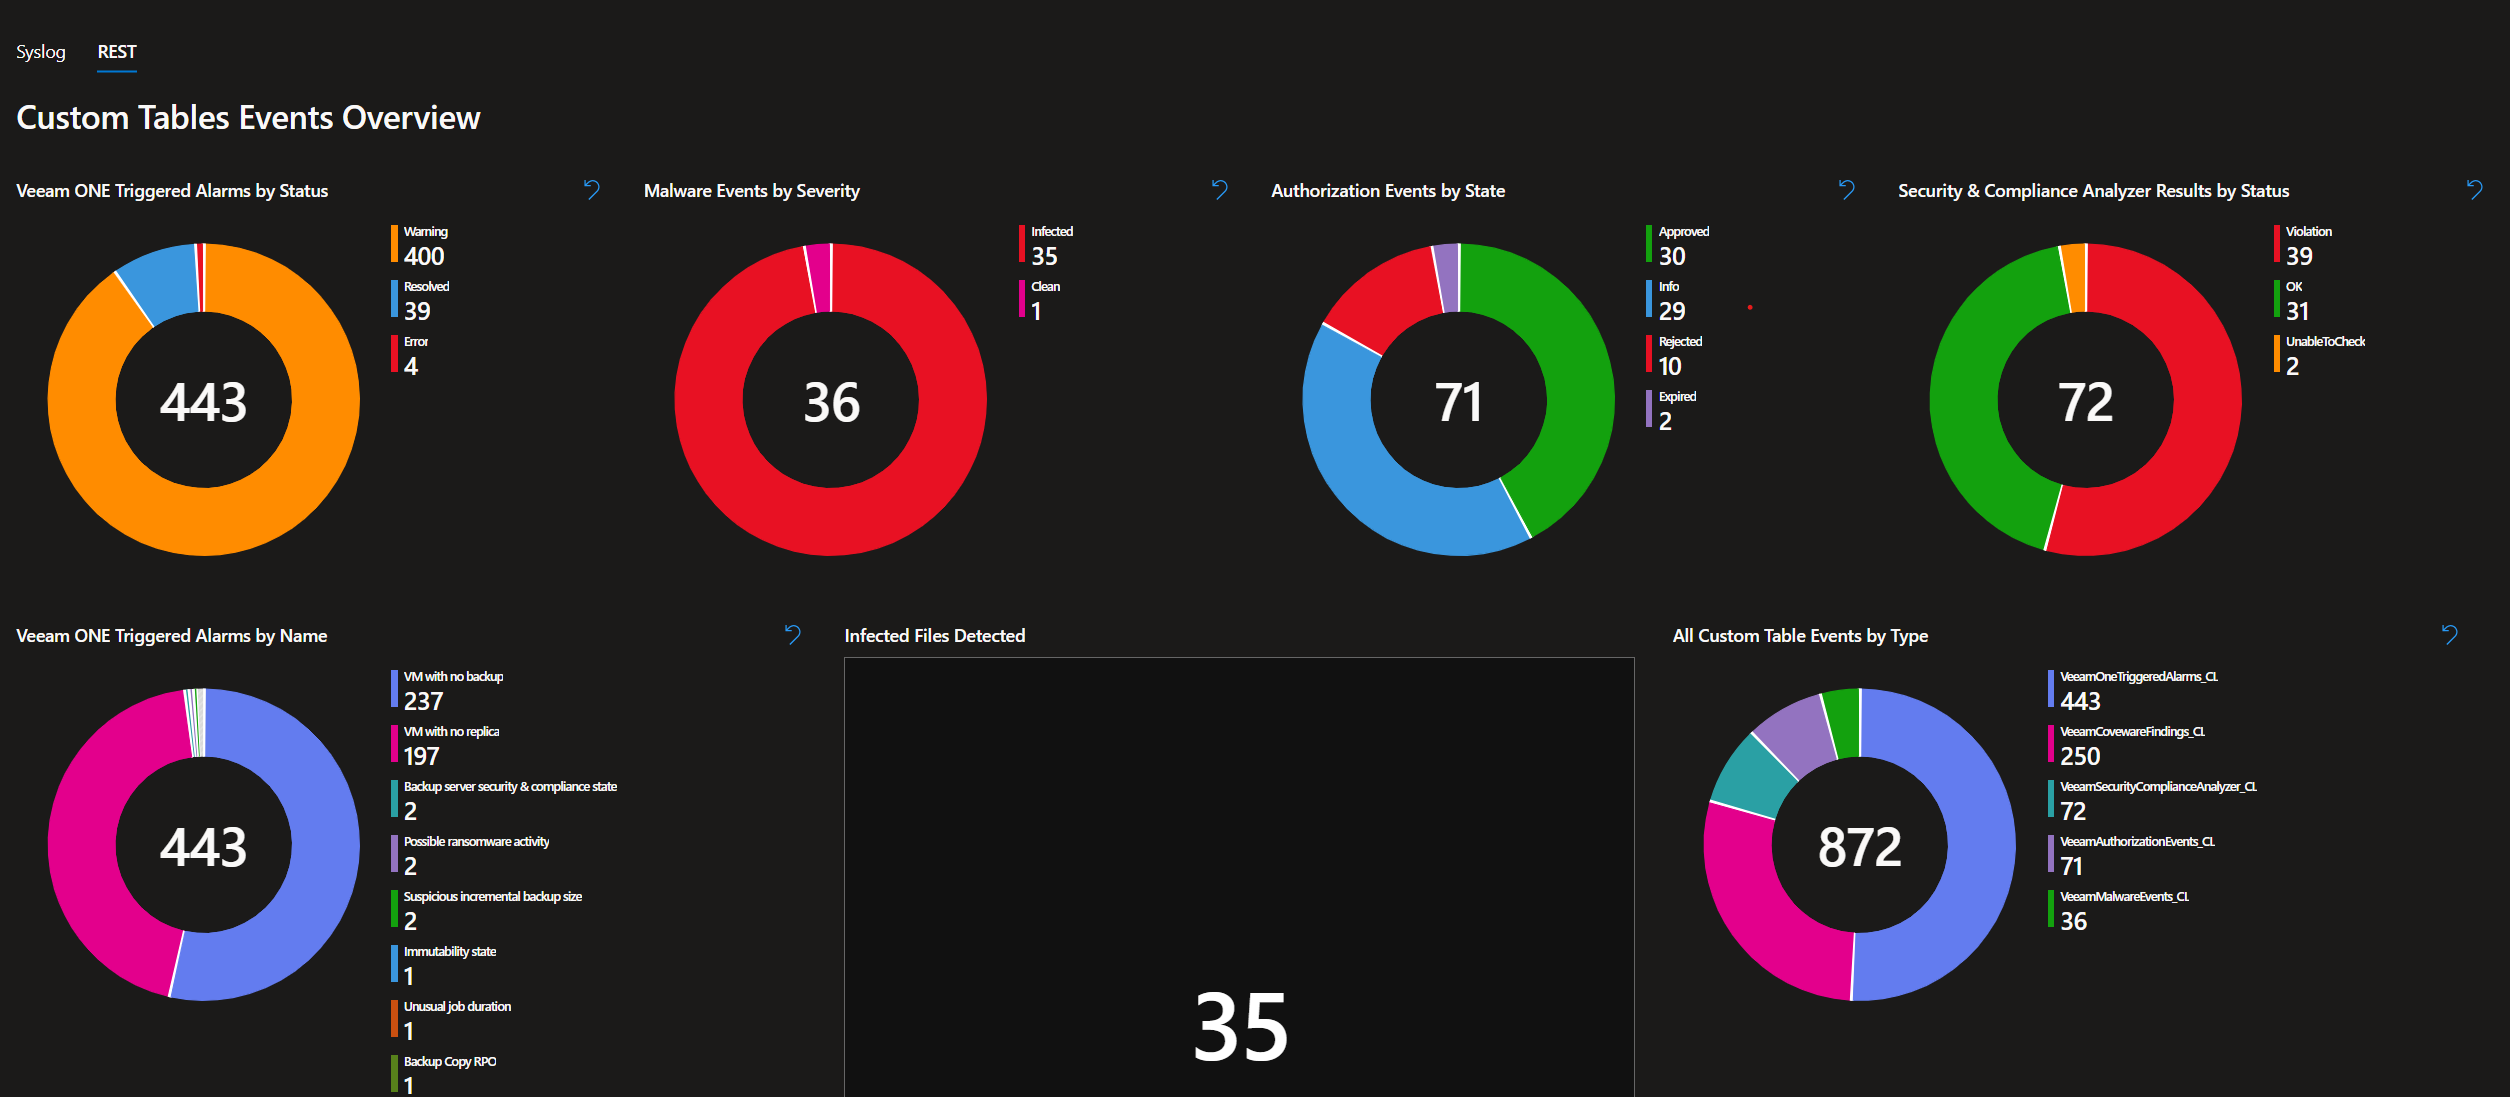 Syslog REST
Custom Tables Events Overview
Veeam ONE Triggered Alarms by Status
Warning
400
Resolved
39
Error
4
443
Malware Events by Severity
Infected
35
Clean
1
36
Authorization Events by State
Approved
30
Info
29
Rejected
10
Expired
2
71
Security & Compliance Analyzer Results by Status
Violation
39
OK
31
UnableToCheck
2
72
Veeam ONE Triggered Alarms by Name
VM with no backup
237
VM with no replica
197
Backup server security & compliance state
2
Possible ransomware activity
2
Suspicious incremental backup size
2
Immutability state
1
Unusual job duration
1
Backup Copy RPO
1
443
Infected Files Detected
35
All Custom Table Events by Type
VeeamOneTriggeredAlarms_CL
443
VeeamCovewareFindings_CL
250
VeeamSecurityComplianceAnalyzer_CL
72
VeeamAuthorizationEvents_CL
71
VeeamMalwareEvents_CL
36
872